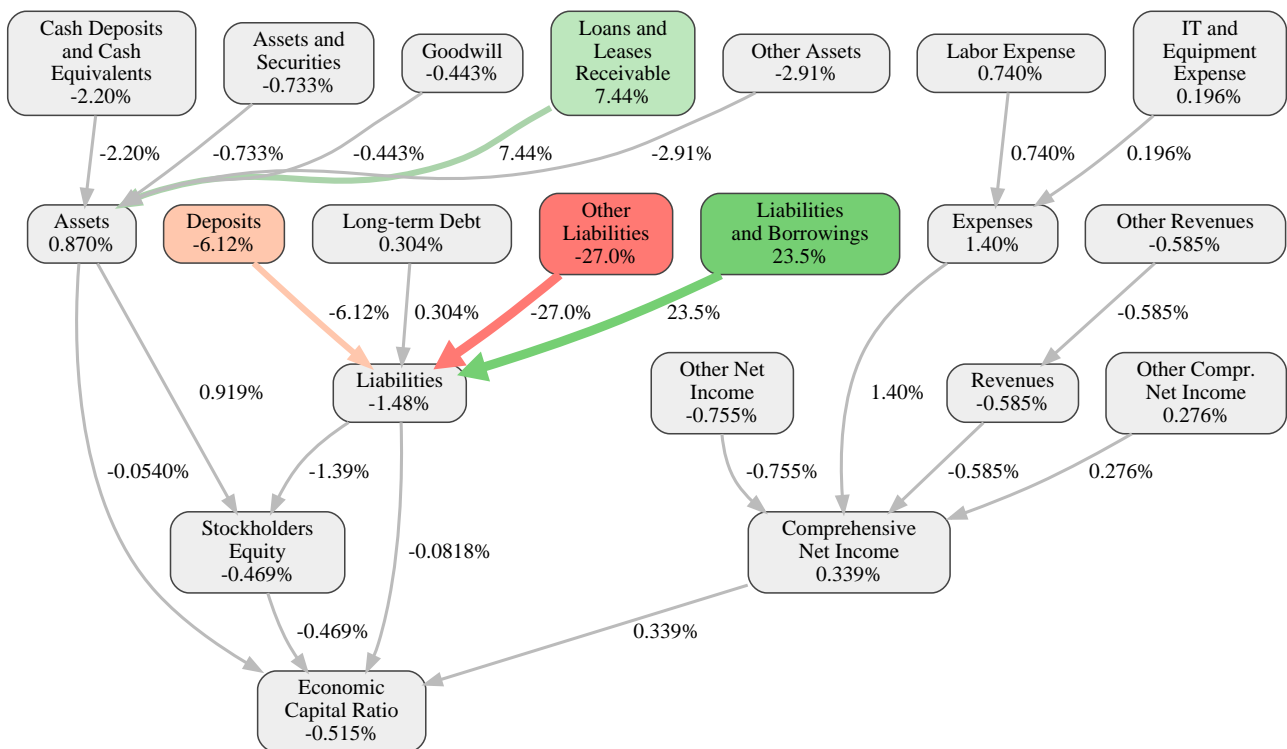 Cash Deposits
and Cash
Equivalents
-2.20%
Assets and
Securities
-0.733%
Goodwill
-0.443%
Loans and
Leases
Receivable
7.44%
Other Assets
-2.91%
Labor Expense
0.740%
IT and
Equipment
Expense
0.196%
-2.20%
-0.733%
-0.443%
7.44%
-2.91%
0.740%
0.196%
Assets
0.870%
Deposits
-6.12%
Long-term Debt
0.304%
Other
Liabilities
-27.0%
Liabilities
and Borrowings
23.5%
Expenses
1.40%
Other Revenues
-0.585%
-6.12%
0.304%
-27.0%
23.5%
-0.585%
0.919%
Liabilities
-1.48%
Other Net
Income
-0.755%
1.40%
Revenues
-0.585%
Other Compr.
Net Income
0.276%
-0.0540%
-1.39%
-0.755%
-0.585%
0.276%
Stockholders
Equity
-0.469%
-0.0818%
Comprehensive
Net Income
0.339%
-0.469%
0.339%
Economic
Capital Ratio
-0.515%